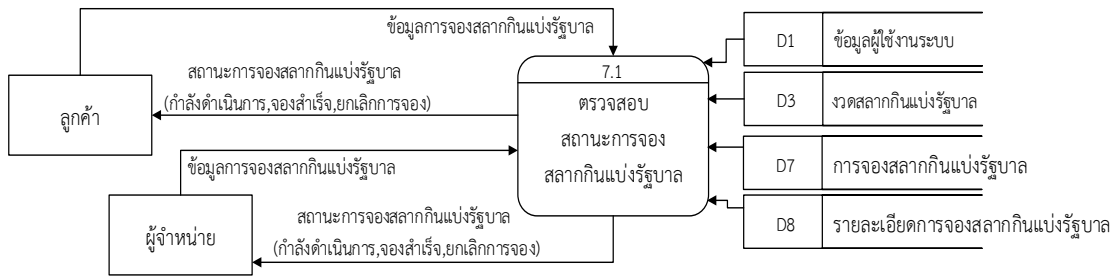 ข้อมูลการจองสลากกินแบ่งรัฐบาล
D1
ข้อมูลผู้ใช้งานระบบ
สถานะการจองสลากกินแบ่งรัฐบาล
(กำลังดำเนินการ,จองสำเร็จ,ยกเลิกการจอง)
7.1
ลูกค้า
ตรวจสอบ
สถานะการจอง
สลากกินแบ่งรัฐบาล
D3
งวดสลากกินแบ่งรัฐบาล
D7
การจองสลากกินแบ่งรัฐบาล
ข้อมูลการจองสลากกินแบ่งรัฐบาล
D8
รายละเอียดการจองสลากกินแบ่งรัฐบาล
ผู้จำหน่าย
สถานะการจองสลากกินแบ่งรัฐบาล
(กำลังดำเนินการ,จองสำเร็จ,ยกเลิกการจอง)